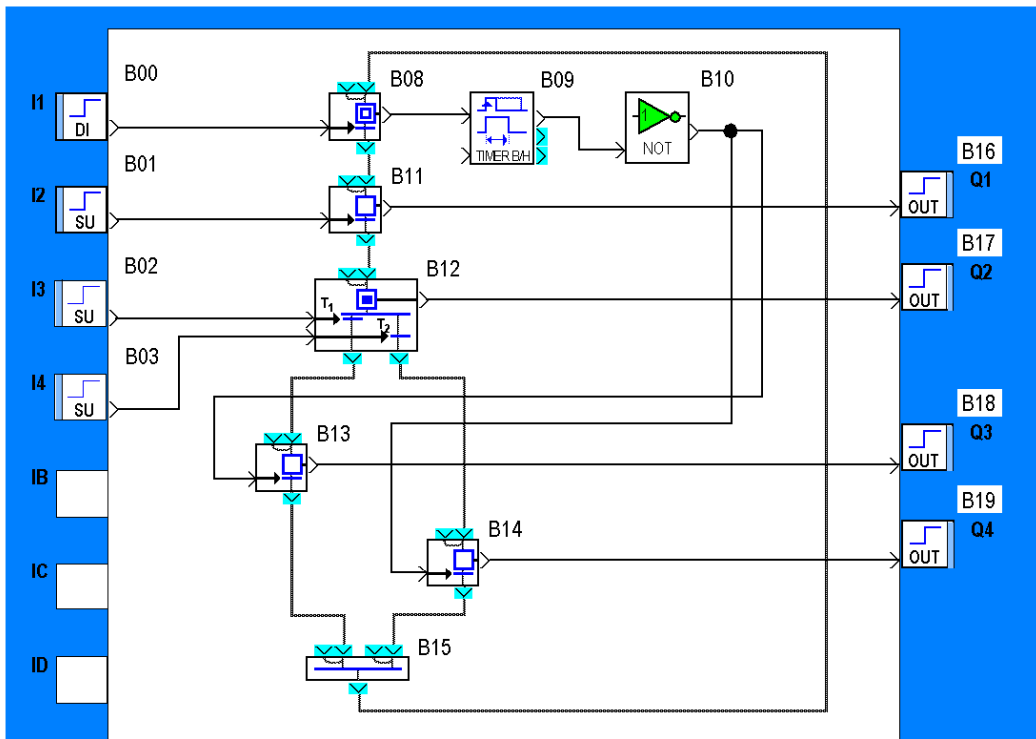 B00
I1
DI
B08
B09
TIMER B/H
B10
1
NOT
B01
I2
SU
B11
B16
Q1
OUT
B02
I3
SU
B12
T1
T2
B17
Q2
OUT
B03
I4
SU
B13
B18
Q3
OUT
IB
B14
B19
Q4
OUT
IC
B15
ID